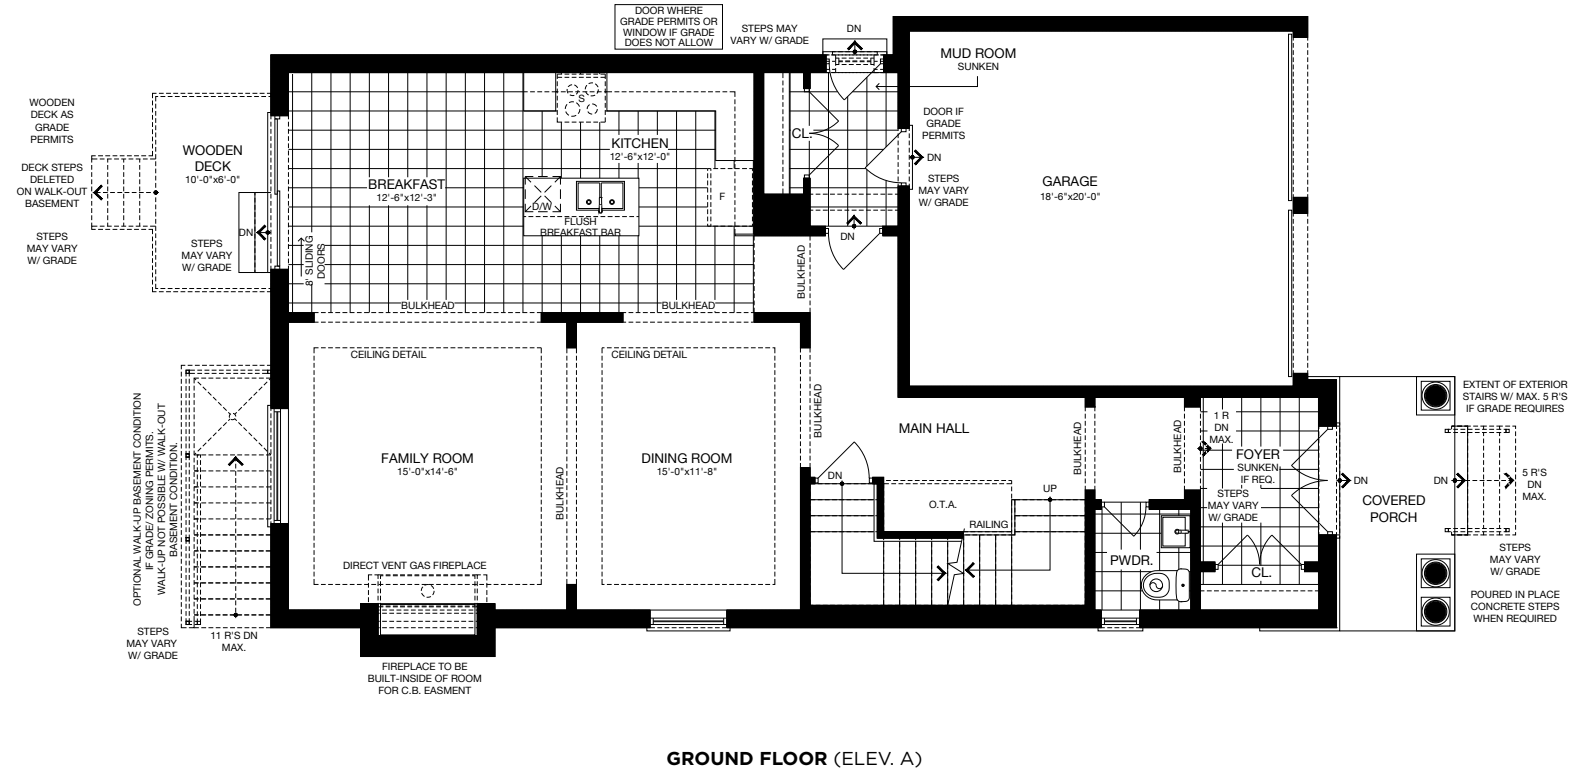 DOOR WHERE
GRADE PERMITS OR
WINDOW IF GRADE
DOES NOT ALLOW
STEPS MAY
VARY W/ GRADE
DN
MUD ROOM
SUNKEN
WOODEN
DECK AS
GRADE
PERMITS
DECK STEPS
DELETED
ON WALK-OUT
BASEMENT
STEPS
MAY VARY
W/ GRADE
WOODEN
DECK
10'-0"x6'-0"
DN
STEPS
MAY VARY
W/ GRADE
8' SLIDING
DOORS
BREAKFAST
12'-6"x12'-3"
S
KITCHEN
12'-6"x12'-0"
D/W
FLUSH
BREAKFAST BAR
F
CL.
DOOR IF
GRADE
PERMITS
DN
STEPS
MAY VARY
W/ GRADE
DN
GARAGE
18'-6"x20'-0"
BULKHEAD
BULKHEAD
BULKHEAD
CEILING DETAIL
CEILING DETAIL
OPTIONAL WALK-UP BASEMENT CONDITION
IF GRADE/ ZONING PERMITS.
WALK-UP NOT POSSIBLE W/ WALK-OUT
BASEMENT CONDITION.
FAMILY ROOM
15'-0"x14'-6"
BULKHEAD
DINING ROOM
15'-0"x11'-8"
BULKHEAD
MAIN HALL
DN
O.T.A.
UP
RAILING
BULKHEAD
BULKHEAD
1 R
DN
MAX.
FOYER
SUNKEN
IF REQ.
STEPS
MAY VARY
W/ GRADE
DN
COVERED
PORCH
DN
EXTENT OF EXTERIOR
STAIRS W/ MAX. 5 R'S
IF GRADE REQUIRES
5 R'S
DN
MAX.
STEPS
MAY VARY
W/ GRADE
POURED IN PLACE
CONCRETE STEPS
WHEN REQUIRED
PWDR.
CL.
DIRECT VENT GAS FIREPLACE
STEPS
MAY VARY
W/ GRADE
11 R'S DN
MAX.
FIREPLACE TO BE
BUILT-INSIDE OF ROOM
FOR C.B. EASMENT
GROUND FLOOR (ELEV. A)